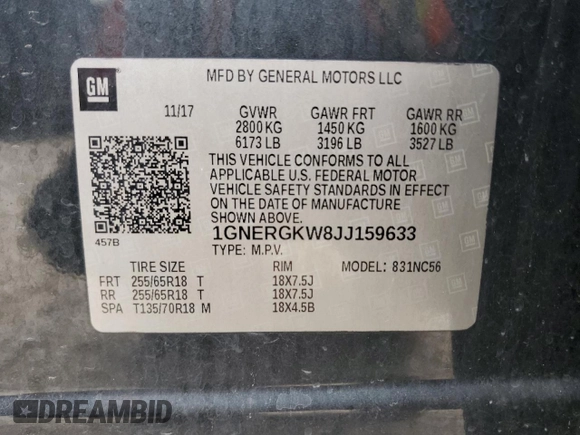 GM
MFD BY GENERAL MOTORS LLC
11/17 GVWR GAWR FRT GAWR RR
2800 KG 1450 KG 1600 KG
6173 LB 3196 LB 3527 LB
THIS VEHICLE CONFORMS TO ALL
APPLICABLE U.S. FEDERAL MOTOR
VEHICLE SAFETY STANDARDS IN EFFECT
ON THE DATE OF MANUFACTURE
SHOWN ABOVE.
1GNERGKW8JJ159633
457B
TYPE: M.P.V.
TIRE SIZE RIM MODEL: 831NC56
FRT 255/65R18 T 18X7.5J
RR 255/65R18 T 18X7.5J
SPA T135/70R18 M 18X4.5B
DREAMBID